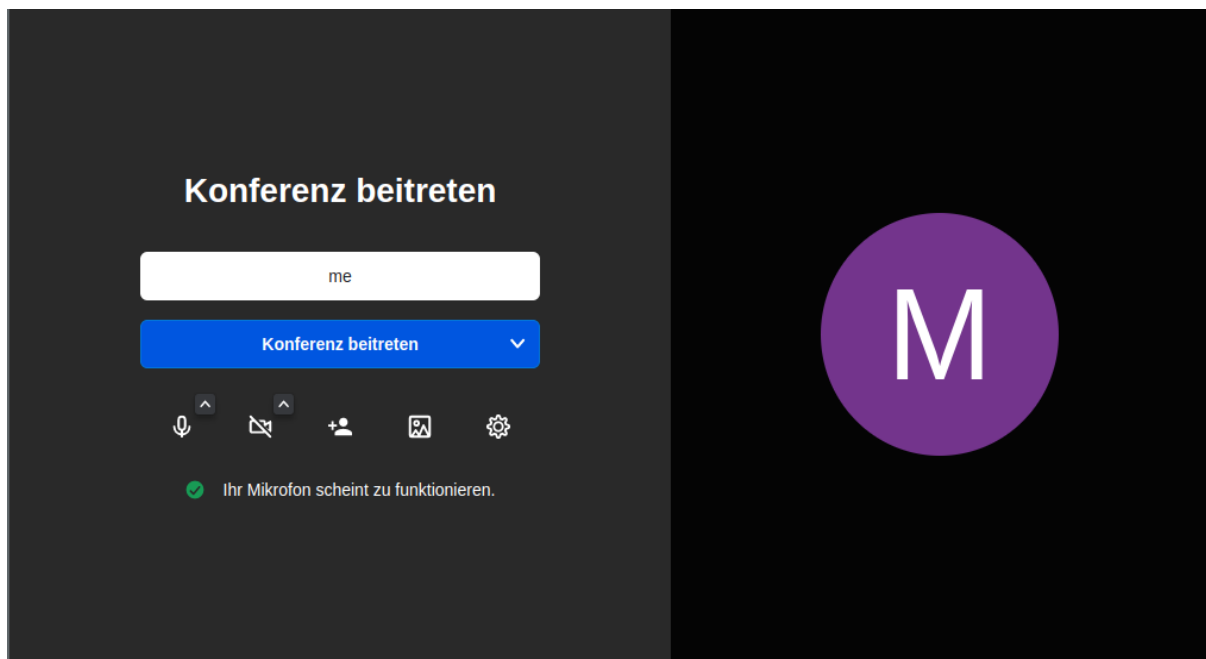 Konferenz beitreten
me
Konferenz beitreten
Ihr Mikrofon scheint zu funktionieren.
M